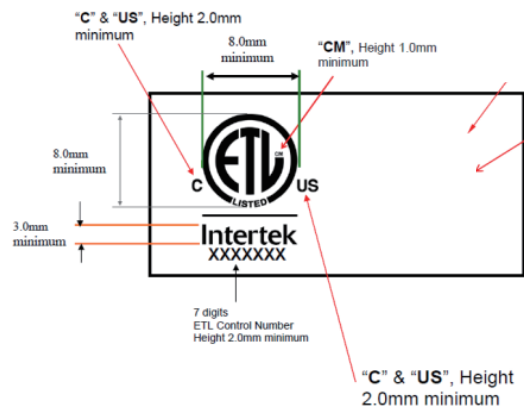 “C” & “US”, Height 2.0mm
minimum
8.0mm
minimum
“CM”, Height 1.0mm
minimum
8.0mm
minimum
ETL
CM
C
US
LISTED
3.0mm
minimum
Intertek
XXXXXXX
7 digits
ETL Control Number
Height 2.0mm minimum
“C” & “US”, Height
2.0mm minimum